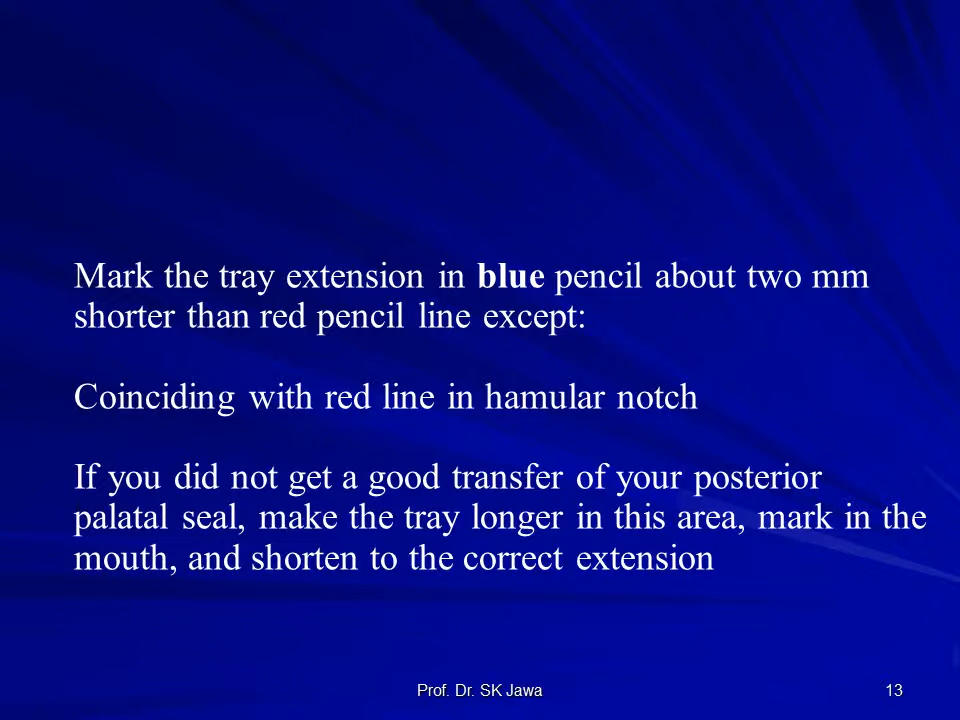 Mark the tray extension in blue pencil about two mm
shorter than red pencil line except:
Coinciding with red line in hamular notch
If you did not get a good transfer of your posterior
palatal seal, make the tray longer in this area, mark in the
mouth, and shorten to the correct extension
Prof. Dr. SK Jawa
13